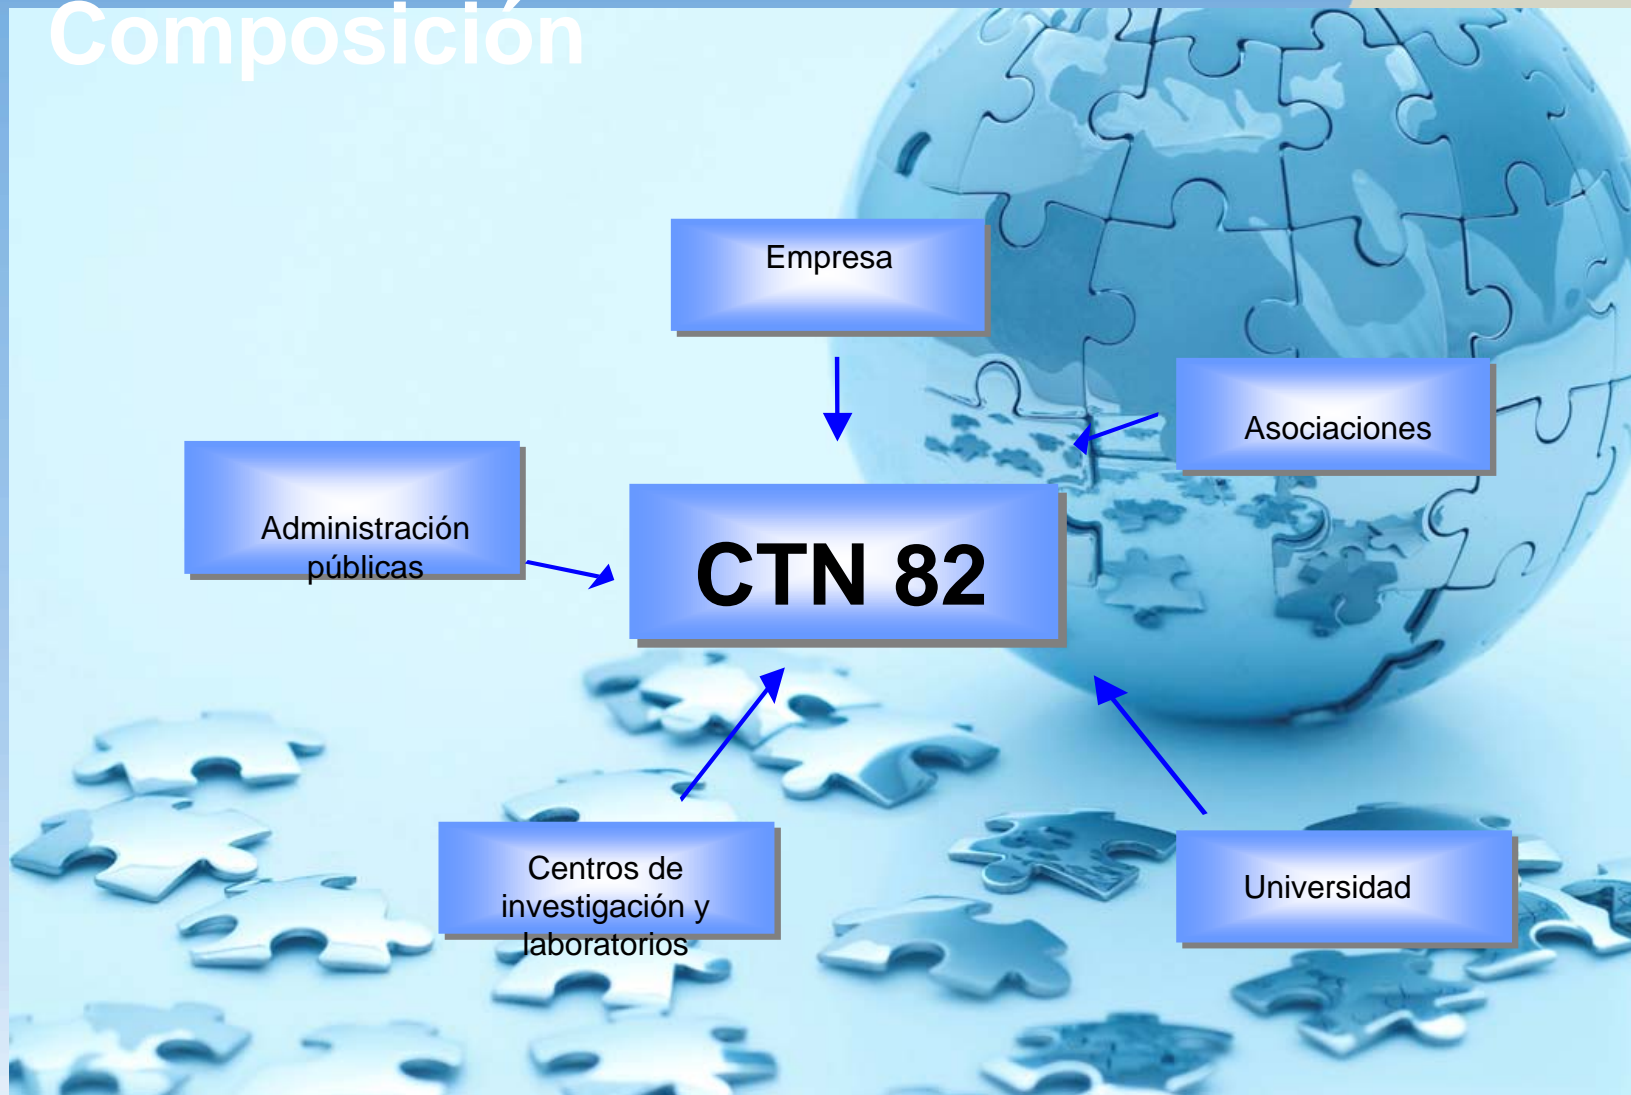 Composición
Empresa
Asociaciones
Administración
públicas
CTN 82
Centros de
investigación y
laboratorios
Universidad